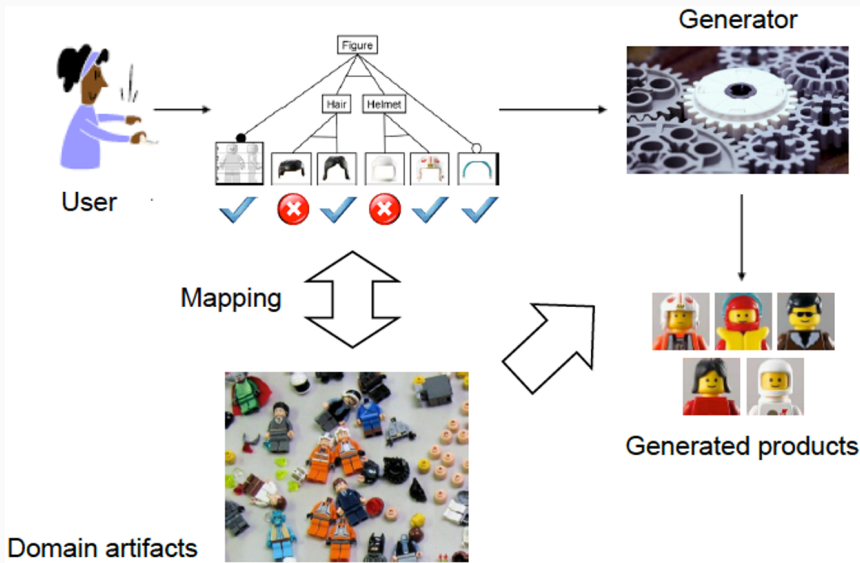 Generator
Figure
Hair
Helmet
User
Mapping
Generated products
Domain artifacts